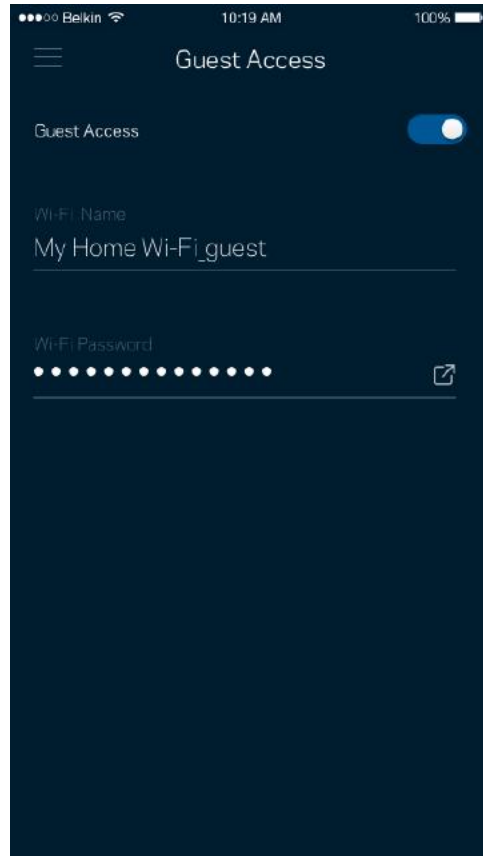 Belkin 10:19 AM 100%
Guest Access
Guest Access
Wi-Fi Name
My Home Wi-Fi_guest
Wi-Fi Password
●●●●●●●●●●●●●●